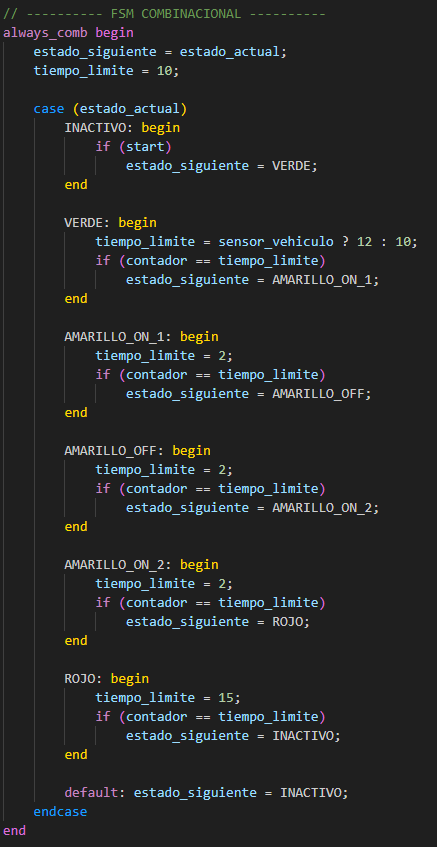 // ---------- FSM COMBINACIONAL ----------
always_comb begin
    estado_siguiente = estado_actual;
    tiempo_limite = 10;

    case (estado_actual)
        INACTIVO: begin
            if (start)
                estado_siguiente = VERDE;
        end

        VERDE: begin
            tiempo_limite = sensor_vehiculo ? 12 : 10;
            if (contador == tiempo_limite)
                estado_siguiente = AMARILLO_ON_1;
        end

        AMARILLO_ON_1: begin
            tiempo_limite = 2;
            if (contador == tiempo_limite)
                estado_siguiente = AMARILLO_OFF;
        end

        AMARILLO_OFF: begin
            tiempo_limite = 2;
            if (contador == tiempo_limite)
                estado_siguiente = AMARILLO_ON_2;
        end

        AMARILLO_ON_2: begin
            tiempo_limite = 2;
            if (contador == tiempo_limite)
                estado_siguiente = ROJO;
        end

        ROJO: begin
            tiempo_limite = 15;
            if (contador == tiempo_limite)
                estado_siguiente = INACTIVO;
        end

        default: estado_siguiente = INACTIVO;
    endcase
end